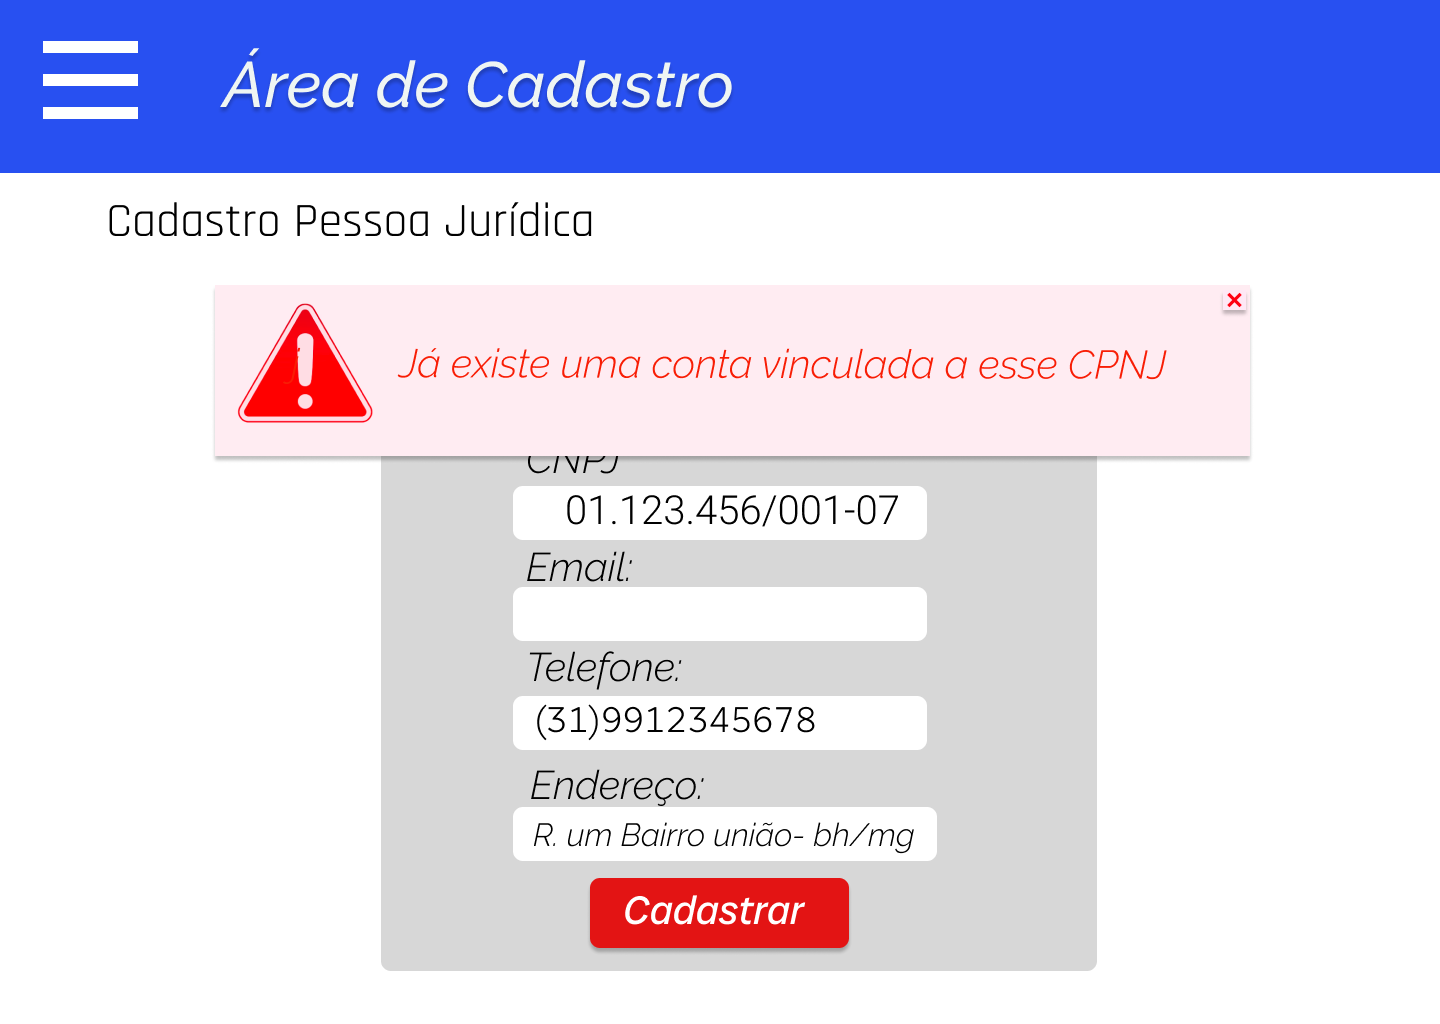 Área de Cadastro
Cadastro Pessoa Jurídica
×
Já existe uma conta vinculada a esse CPNJ
CNPJ
01.123.456/001-07
Email:
Telefone:
(31)9912345678
Endereço:
R. um Bairro união- bh/mg
Cadastrar